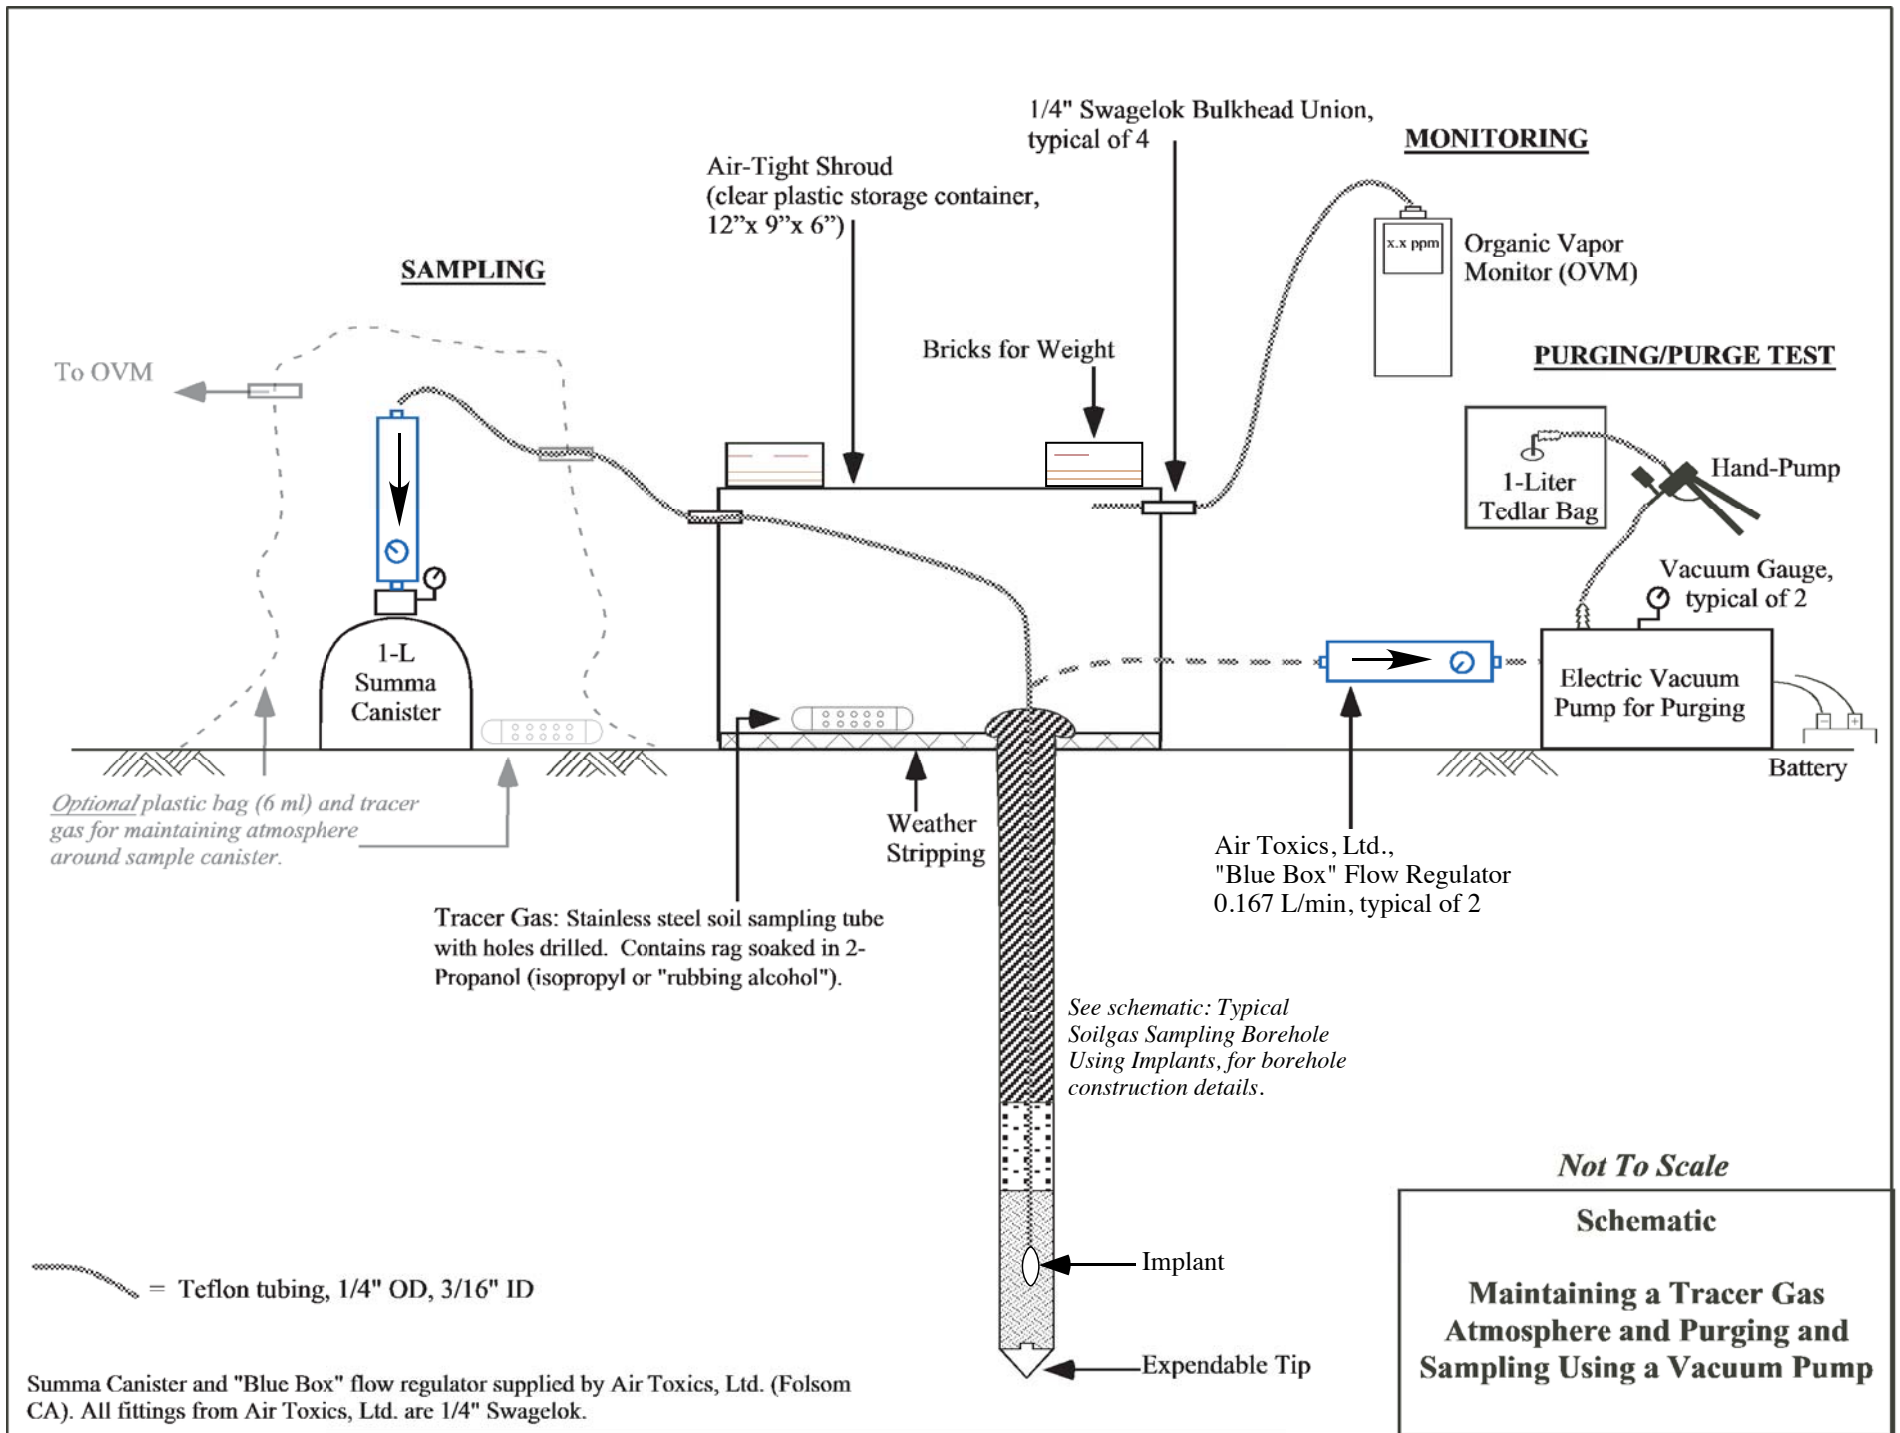 1/4" Swagelok Bulkhead Union,
typical of 4
MONITORING
Air-Tight Shroud
(clear plastic storage container,
12”x 9”x 6”)
x.x ppm
Organic Vapor
Monitor (OVM)
SAMPLING
Bricks for Weight
PURGING/PURGE TEST
To OVM
Hand-Pump
1-Liter
Tedlar Bag
Vacuum Gauge,
typical of 2
1-L
Summa
Canister
Electric Vacuum
Pump for Purging
- +
Battery
Optional plastic bag (6 ml) and tracer
gas for maintaining atmosphere
around sample canister.
Weather
Stripping
Air Toxics, Ltd.,
"Blue Box" Flow Regulator
0.167 L/min, typical of 2
Tracer Gas: Stainless steel soil sampling tube
with holes drilled. Contains rag soaked in 2-
Propanol (isopropyl or "rubbing alcohol").
See schematic: Typical
Soilgas Sampling Borehole
Using Implants, for borehole
construction details.
Not To Scale
Schematic
Implant
= Teflon tubing, 1/4" OD, 3/16" ID
Maintaining a Tracer Gas
Atmosphere and Purging and
Sampling Using a Vacuum Pump
Expendable Tip
Summa Canister and "Blue Box" flow regulator supplied by Air Toxics, Ltd. (Folsom
CA). All fittings from Air Toxics, Ltd. are 1/4" Swagelok.